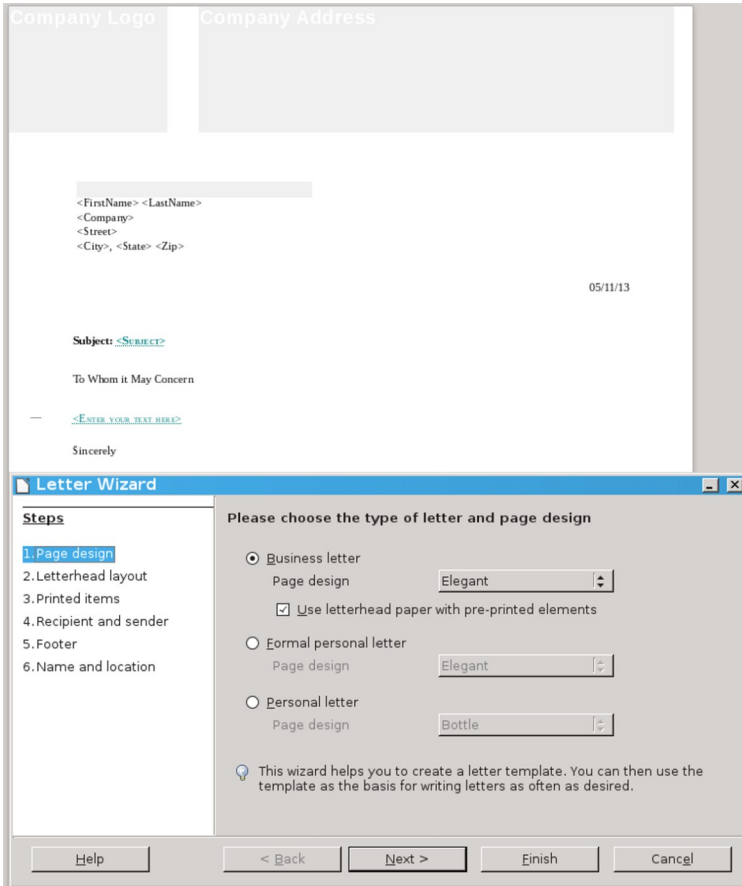 Company Logo Company Address
<FirstName> <LastName>
<Company>
<Street>
<City>, <State> <Zip>
05/11/13
Subject: <Subject>
To Whom it May Concern
<Enter your text here>
Sincerely
Letter Wizard
Steps
1.Page design
2.Letterhead layout
3.Printed items
4.Recipient and sender
5.Footer
6.Name and location
Please choose the type of letter and page design
Business letter
Page design Elegant
Use letterhead paper with pre-printed elements
Formal personal letter
Page design Elegant
Personal letter
Page design Bottle
This wizard helps you to create a letter template. You can then use the
template as the basis for writing letters as often as desired.
Help < Back Next > Finish Cancel